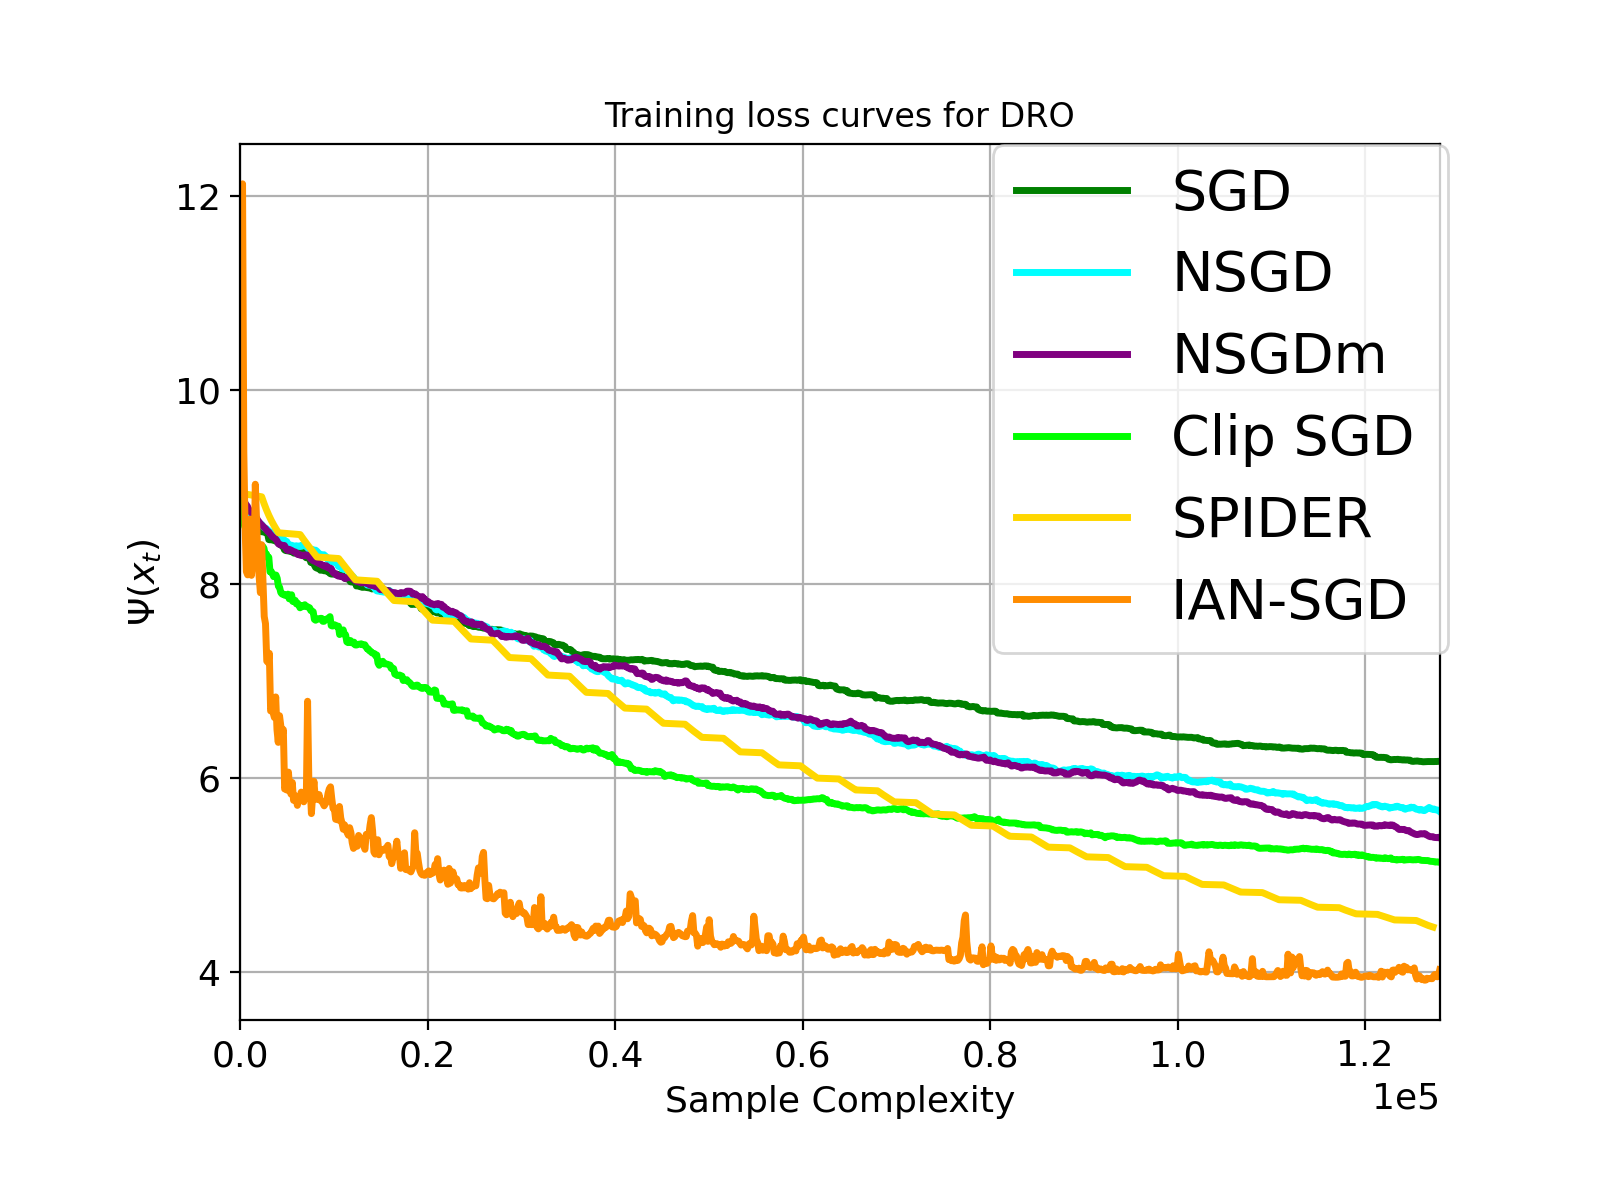 Training loss curves for DRO
12
10
8
6
4
Ψ(xₜ)
SGD
NSGD
NSGDm
Clip SGD
SPIDER
IAN-SGD
0.0 0.2 0.4 0.6 0.8 1.0 1.2
1e5
Sample Complexity